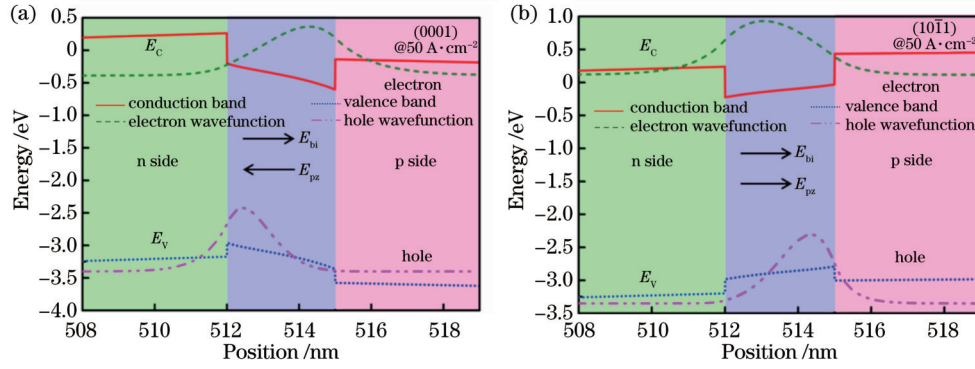 (a)
(0001)
@50 A·cm⁻²
E_C
electron
conduction band
valence band
electron wavefunction
hole wavefunction
E_bi
n side
p side
E_pz
E_V
hole
Energy /eV
0.5
0
−0.5
−1.0
−1.5
−2.0
−2.5
−3.0
−3.5
−4.0
508
510
512
514
516
518
Position /nm
(b)
(101̄1)
@50 A·cm⁻²
E_C
electron
conduction band
valence band
electron wavefunction
hole wavefunction
n side
E_bi
p side
E_pz
hole
E_V
Energy /eV
1.0
0.5
0
−0.5
−1.0
−1.5
−2.0
−2.5
−3.0
−3.5
508
510
512
514
516
518
Position /nm